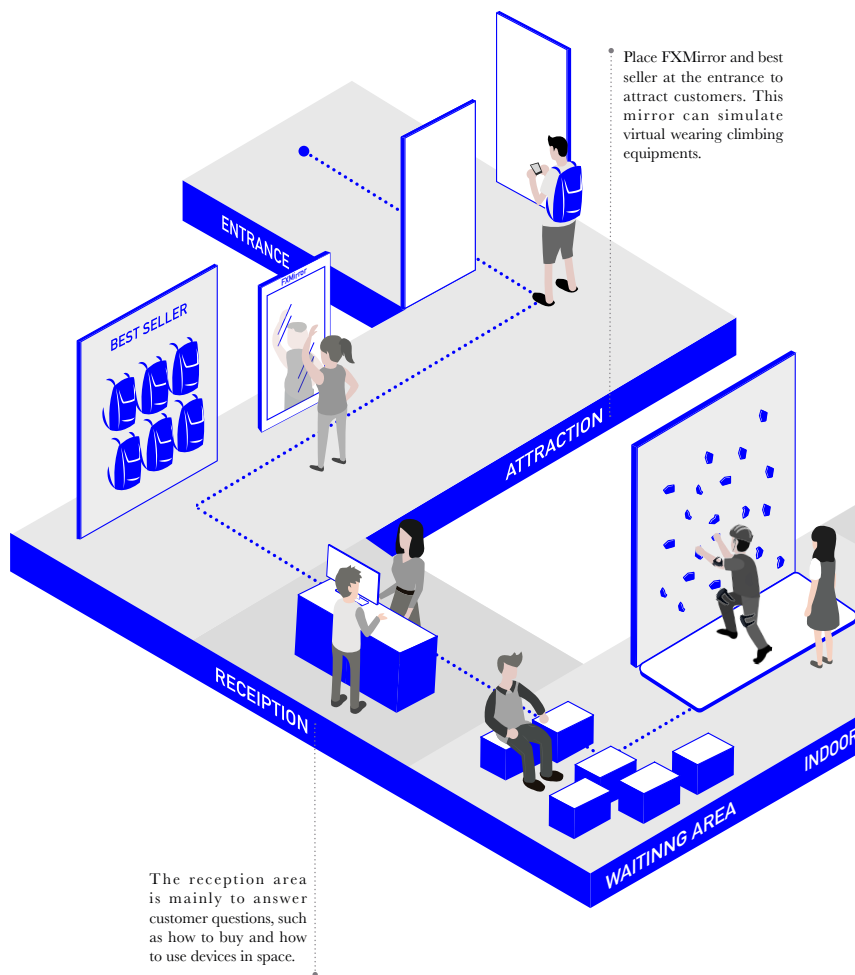 Place FXMirror and best
seller at the entrance to
attract customers. This
mirror can simulate
virtual wearing climbing
equipments.
ENTRANCE
FXMirror
BEST SELLER
ATTRACTION
RECEIPTION
INDOOR
WAITINNG AREA
The reception area
is mainly to answer
customer questions, such
as how to buy and how
to use devices in space.